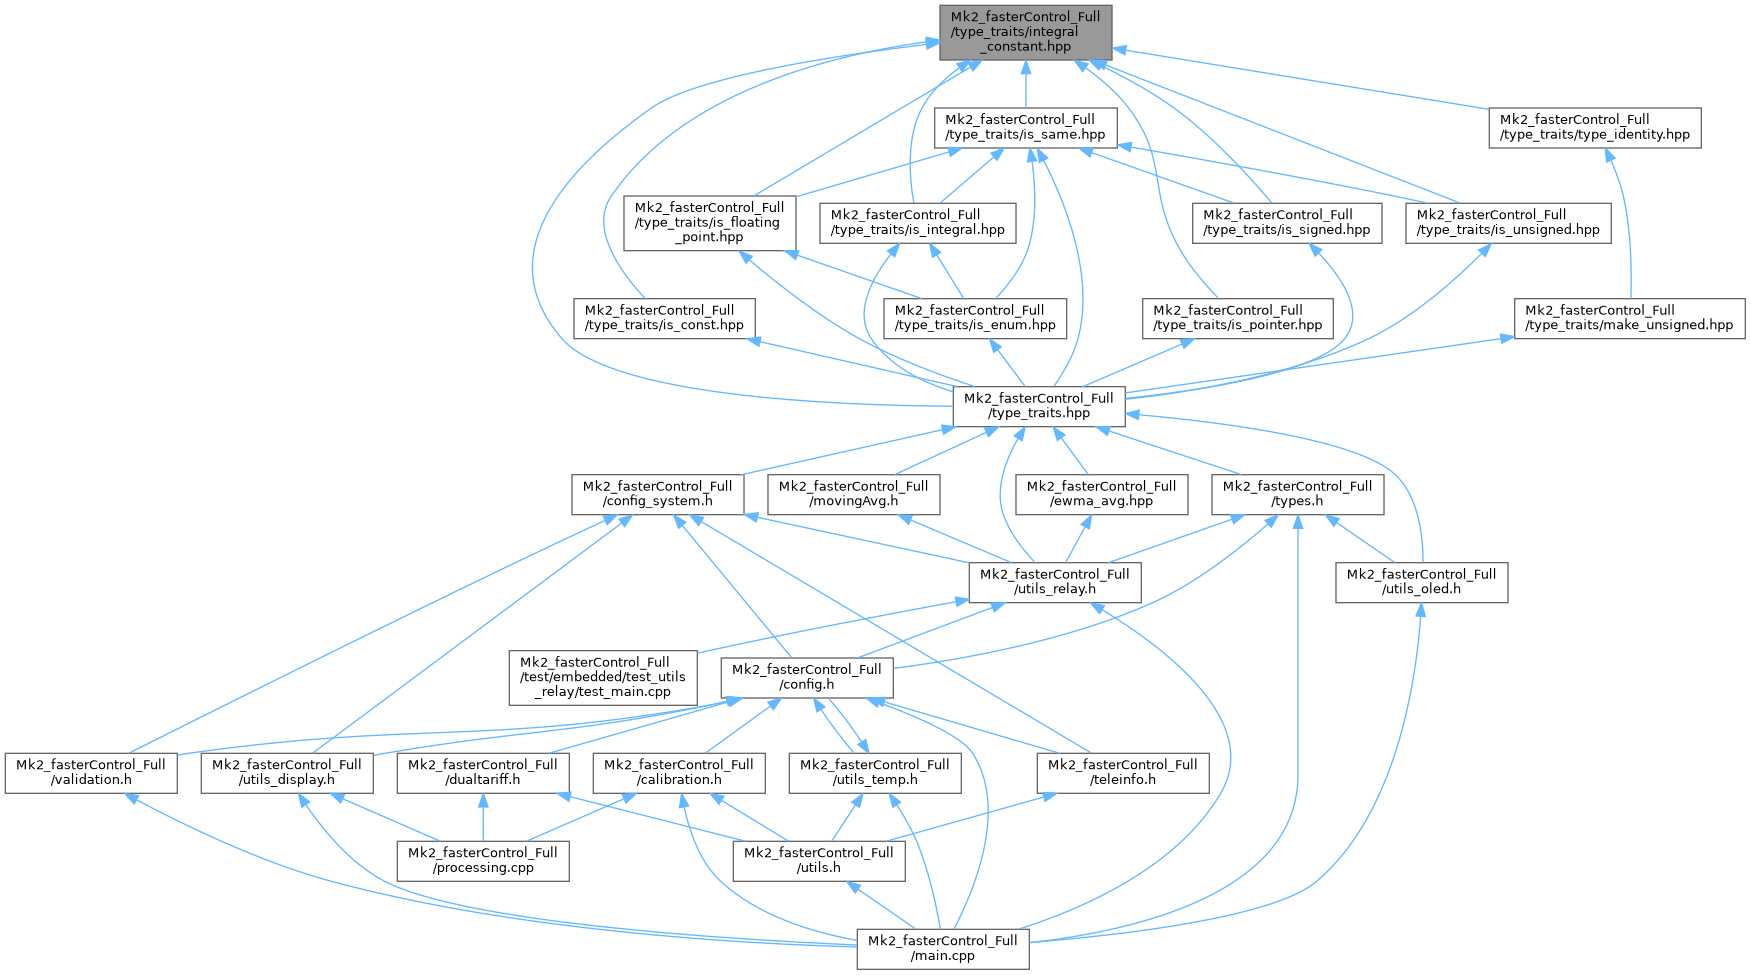 Mk2_fasterControl_Full
/type_traits/integral
_constant.hpp
Mk2_fasterControl_Full
/type_traits/is_same.hpp
Mk2_fasterControl_Full
/type_traits/type_identity.hpp
Mk2_fasterControl_Full
/type_traits/is_floating
_point.hpp
Mk2_fasterControl_Full
/type_traits/is_integral.hpp
Mk2_fasterControl_Full
/type_traits/is_signed.hpp
Mk2_fasterControl_Full
/type_traits/is_unsigned.hpp
Mk2_fasterControl_Full
/type_traits/is_const.hpp
Mk2_fasterControl_Full
/type_traits/is_enum.hpp
Mk2_fasterControl_Full
/type_traits/is_pointer.hpp
Mk2_fasterControl_Full
/type_traits/make_unsigned.hpp
Mk2_fasterControl_Full
/type_traits.hpp
Mk2_fasterControl_Full
/config_system.h
Mk2_fasterControl_Full
/movingAvg.h
Mk2_fasterControl_Full
/ewma_avg.hpp
Mk2_fasterControl_Full
/types.h
Mk2_fasterControl_Full
/utils_relay.h
Mk2_fasterControl_Full
/utils_oled.h
Mk2_fasterControl_Full
/test/embedded/test_utils
_relay/test_main.cpp
Mk2_fasterControl_Full
/config.h
Mk2_fasterControl_Full
/validation.h
Mk2_fasterControl_Full
/utils_display.h
Mk2_fasterControl_Full
/dualtariff.h
Mk2_fasterControl_Full
/calibration.h
Mk2_fasterControl_Full
/utils_temp.h
Mk2_fasterControl_Full
/teleinfo.h
Mk2_fasterControl_Full
/processing.cpp
Mk2_fasterControl_Full
/utils.h
Mk2_fasterControl_Full
/main.cpp